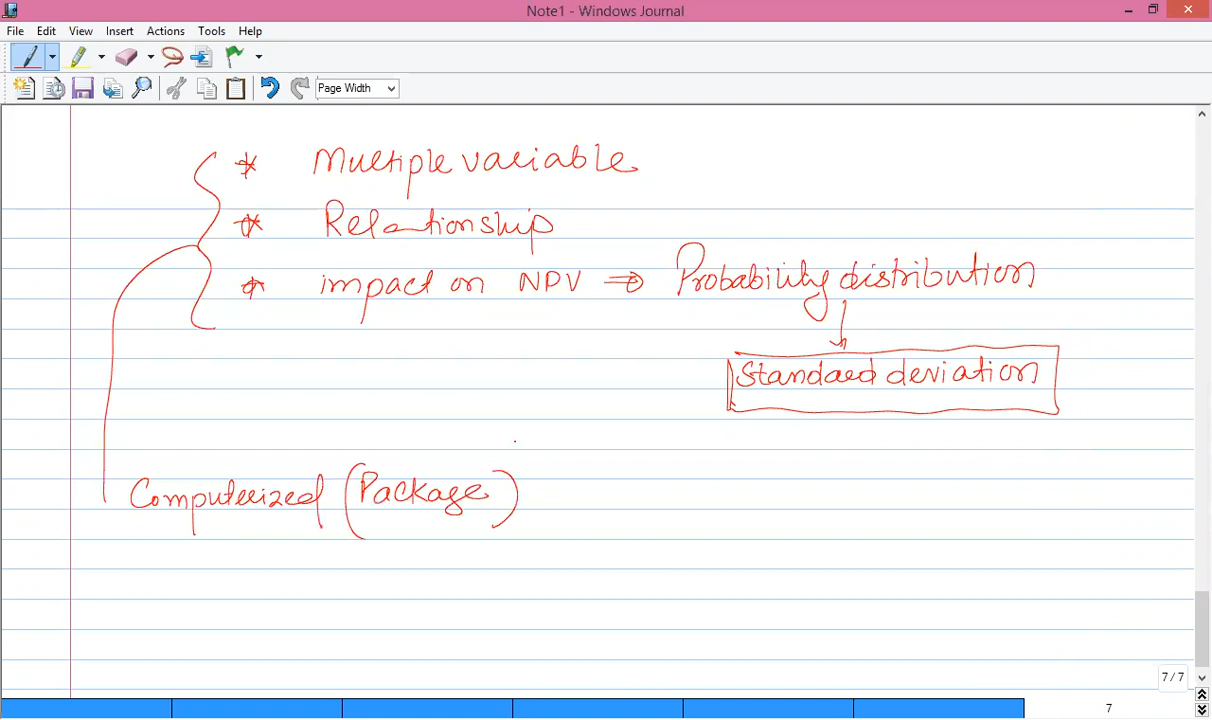 Note1 - Windows Journal
File Edit View Insert Actions Tools Help
Page Width
* Multiple variable
* Relationship
* impact on NPV ⇒ Probability distribution
Standard deviation
Computerized (Package)
7 / 7
7